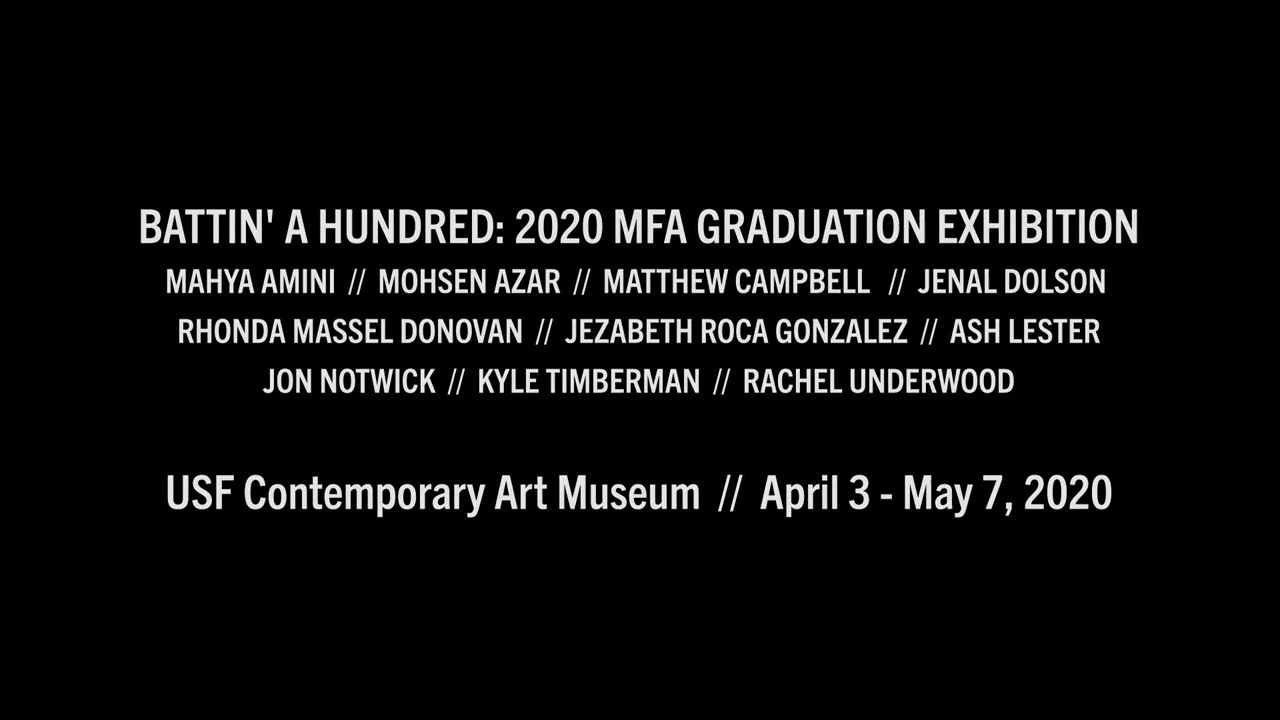 BATTIN' A HUNDRED: 2020 MFA GRADUATION EXHIBITION
MAHYA AMINI // MOHSEN AZAR // MATTHEW CAMPBELL // JENAL DOLSON
RHONDA MASSEL DONOVAN // JEZABETH ROCA GONZALEZ // ASH LESTER
JON NOTWICK // KYLE TIMBERMAN // RACHEL UNDERWOOD
USF Contemporary Art Museum // April 3 - May 7, 2020